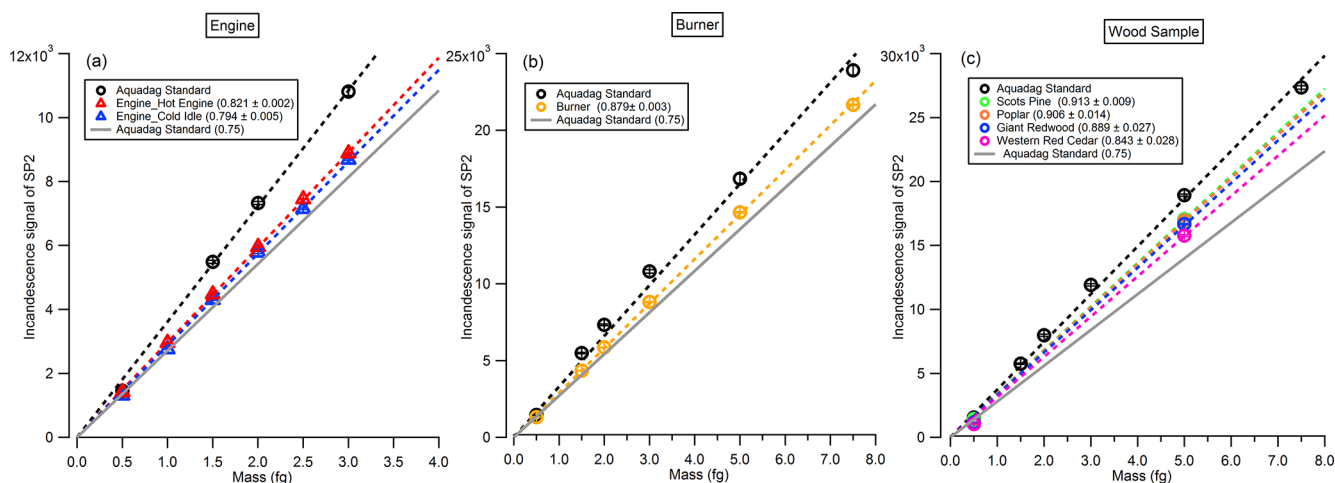 Engine
12x10³
(a)
Aquadag Standard
Engine_Hot Engine (0.821 ± 0.002)
Engine_Cold Idle (0.794 ± 0.005)
Aquadag Standard (0.75)
Incandescence signal of SP2
10
8
6
4
2
0
0.0 0.5 1.0 1.5 2.0 2.5 3.0 3.5 4.0
Mass (fg)
Burner
25x10³
(b)
Aquadag Standard
Burner (0.879± 0.003)
Aquadag Standard (0.75)
Incandescence signal of SP2
20
15
10
5
0
0.0 1.0 2.0 3.0 4.0 5.0 6.0 7.0 8.0
Mass (fg)
Wood Sample
30x10³
(c)
Aquadag Standard
Scots Pine (0.913 ± 0.009)
Poplar (0.906 ± 0.014)
Giant Redwood (0.889 ± 0.027)
Western Red Cedar (0.843 ± 0.028)
Aquadag Standard (0.75)
Incandescence signal of SP2
25
20
15
10
5
0
0.0 1.0 2.0 3.0 4.0 5.0 6.0 7.0 8.0
Mass (fg)